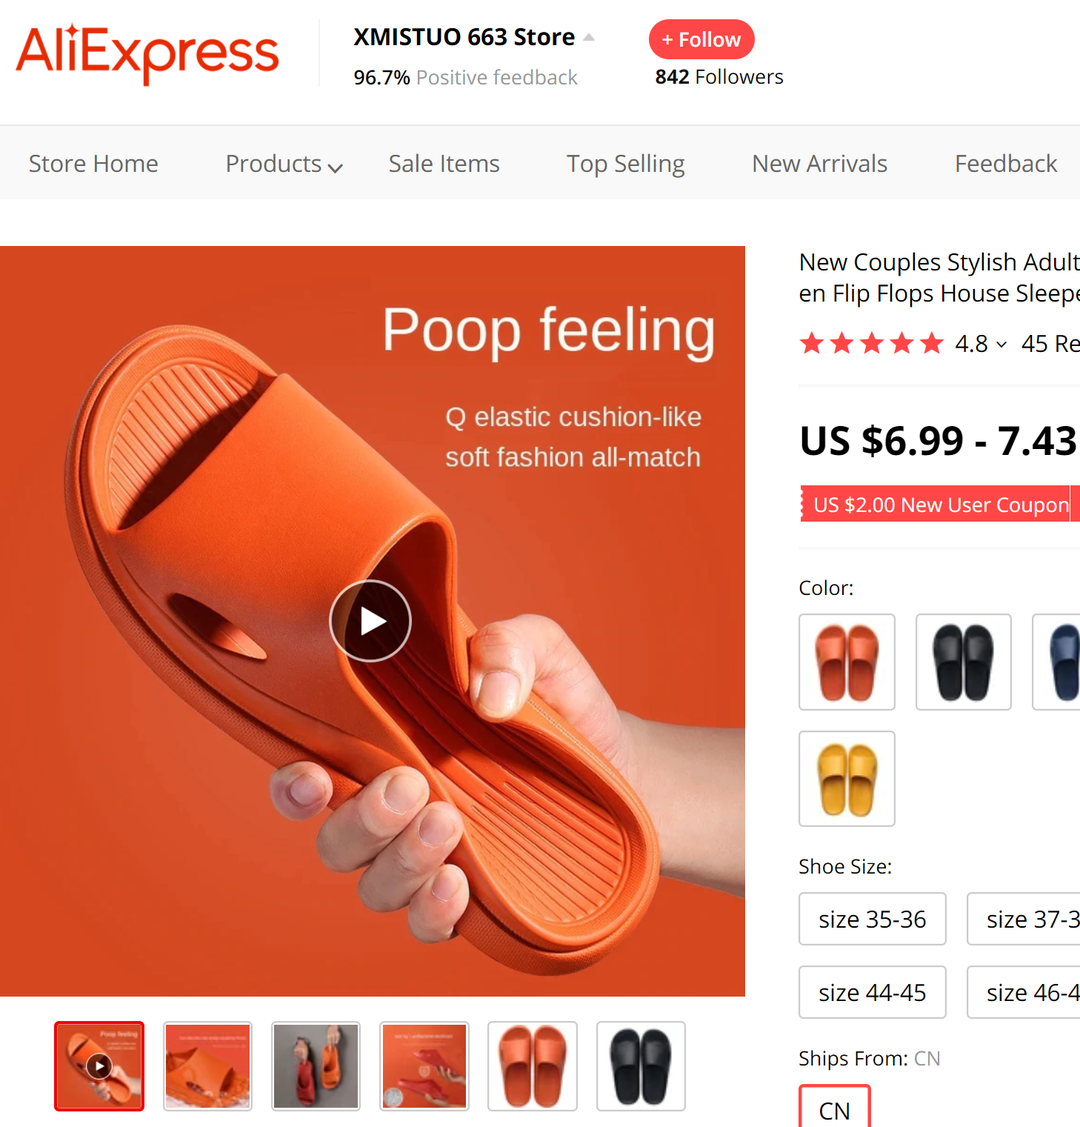 AliExpress
XMISTUO 663 Store
+ Follow
96.7% Positive feedback
842 Followers
Store Home
Products
Sale Items
Top Selling
New Arrivals
Feedback
Poop feeling
Q elastic cushion-like
soft fashion all-match
New Couples Stylish Adult
en Flip Flops House Sleepe
4.8
45 Re
US $6.99 - 7.43
US $2.00 New User Coupon
Color:
Shoe Size:
size 35-36
size 37-3
size 44-45
size 46-4
Ships From: CN
CN
Poop feeling